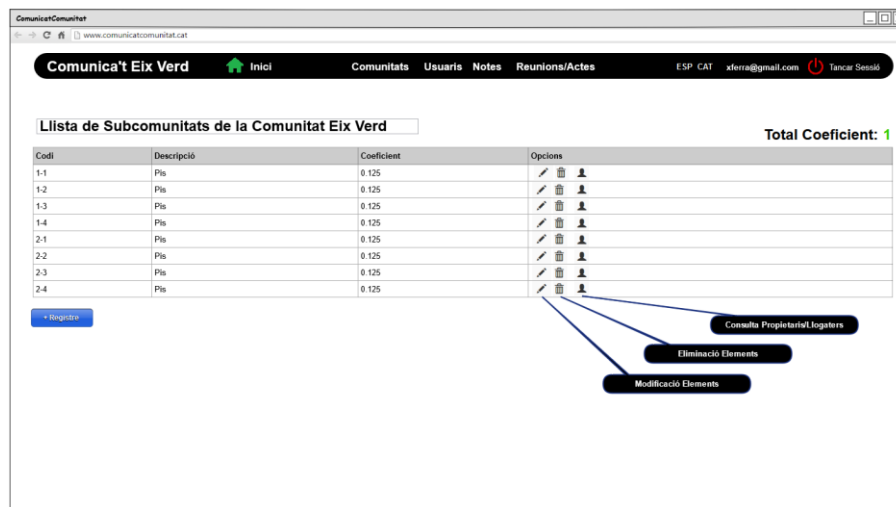 ComunicatComunitat
www.comunicatcomunitat.cat
Comunica't Eix Verd Inici Comunitats Usuaris Notes Reunions/Actes ESP CAT xferra@gmail.com Tancar Sessió
Llista de Subcomunitats de la Comunitat Eix Verd
Total Coeficient: 1
Codi Descripció Coeficient Opcions
1-1 Pis 0.125
1-2 Pis 0.125
1-3 Pis 0.125
1-4 Pis 0.125
2-1 Pis 0.125
2-2 Pis 0.125
2-3 Pis 0.125
2-4 Pis 0.125
+ Registre
Consulta Propietaris/Llogaters
Eliminació Elements
Modificació Elements